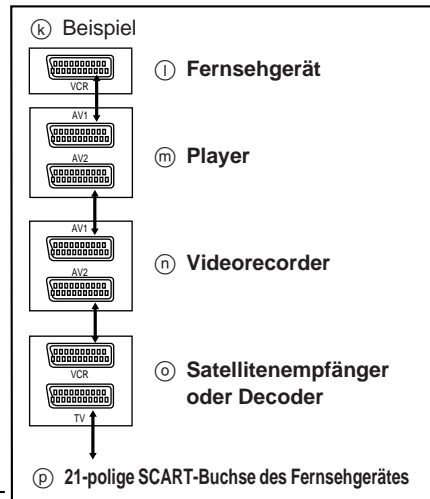 ⓚ Beispiel
VCR
ⓛ Fernsehgerät
AV1
AV2
ⓜ Player
AV1
AV2
ⓝ Videorecorder
VCR
TV
ⓞ Satellitenempfänger
oder Decoder
ⓟ 21-polige SCART-Buchse des Fernsehgerätes